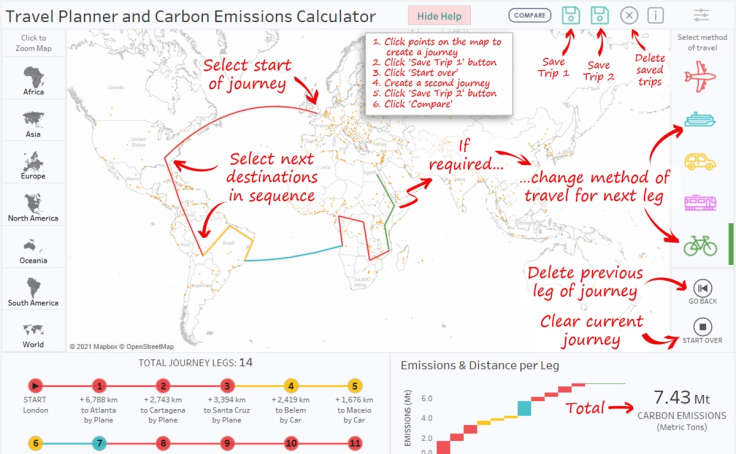 Travel Planner and Carbon Emissions Calculator
Hide Help
COMPARE
Click to
Zoom Map
Africa
Asia
Europe
North America
Oceania
South America
World
Select start
of journey
Select next
destinations
in sequence
1. Click points on the map to
create a journey
2. Click 'Save Trip 1' button
3. Click 'Start over'
4. Create a second journey
5. Click 'Save Trip 2' button
6. Click 'Compare'
If
required...
...change method of
travel for next leg
Save
Trip 1
Save
Trip 2
Delete
saved
trips
Select method
of travel
Delete previous
leg of journey
GO BACK
Clear current
journey
START OVER
Canada
United
States
Brazil
© 2021 Mapbox © OpenStreetMap
TOTAL JOURNEY LEGS: 14
1 2 3 4 5
START
London
+ 6,788 km
to Atlanta
by Plane
+ 2,743 km
to Cartagena
by Plane
+ 3,394 km
to Santa Cruz
by Plane
+ 2,419 km
to Belem
by Car
+ 1,676 km
to Maceio
by Car
6 7 8 9 10 11
Emissions & Distance per Leg
EMISSIONS (Mt)
6.0
4.0
2.0
0.0
Total
7.43 Mt
CARBON EMISSIONS
(Metric Tons)